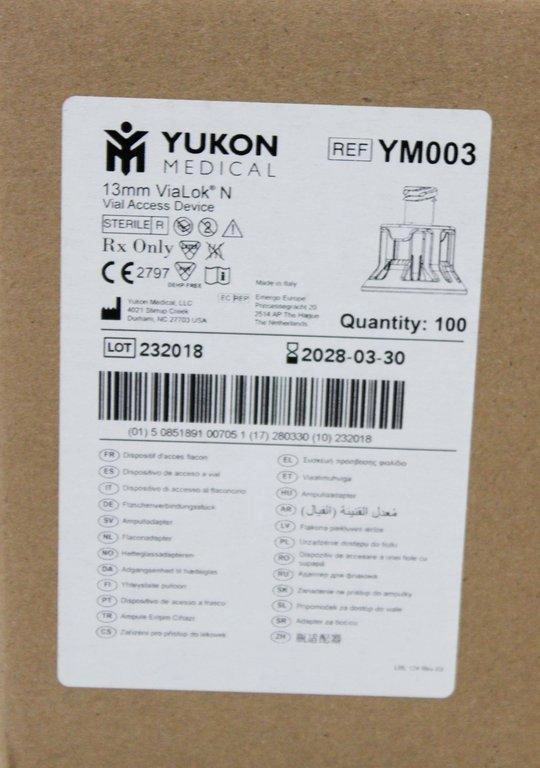 YUKON
MEDICAL
REF YM003
13mm ViaLok® N
Vial Access Device
STERILE R
Rx Only
CE 2797
DEHP FREE
Made in Italy
Yukon Medical, LLC
4021 Stirrup Creek
Durham, NC 27703 USA
EC REP
Emergo Europe
Prinsessegracht 20
2514 AP The Hague
The Netherlands
Quantity: 100
LOT 232018
2028-03-30
(01) 5 0851891 00705 1 (17) 280330 (10) 232018
FR Dispositif d'accès flacon
ES Dispositivo de acceso a vial
IT Dispositivo di accesso al flaconcino
DE Flaschenverbindungsstück
SV Ampulladapter
NL Flaconadapter
NO Hetteglassadapteren
DA Adgangsenhed til hætteglas
FI Yhteyslaite pulloon
PT Dispositivo de acesso a frasco
TR Ampule Erişim Cihazı
CS Zařízení pro přístup do lékovek
EL Συσκευή πρόσβασης φιαλιδίο
ET
HU Ampullaadapter
AR مُعدل القنينة (الفيال)
LV Flakona piekļuves ierīce
PL Urządzenie dostępu do fiolki
RO Dispozitiv de accesare a unei fiole cu
supapă
RU Адаптер для флакона
SK Zariadenie na prístup do ampulky
SL Pripomoček za dostop do viale
SR Adapter za bočicu
ZH 瓶适配器